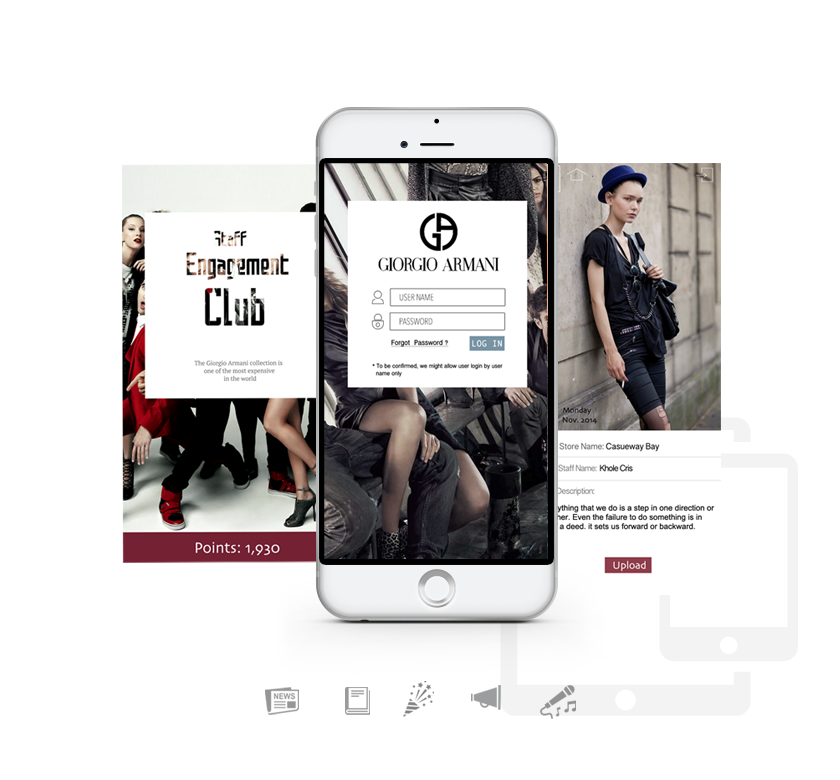 Staff
Engagement
Club
The Giorgio Armani collection is
one of the most expensive
in the world
Points: 1,930
GIORGIO ARMANI
USER NAME
PASSWORD
Forgot Password ?
LOG IN
* To be confirmed, we might allow user login by user
name only
Monday
Nov. 2014
Store Name: Casueway Bay
Staff Name: Khole Cris
Description:
ything that we do is a step in one direction or
her. Even the failure to do something is in
a deed. it sets us forward or backward.
Upload
NEWS